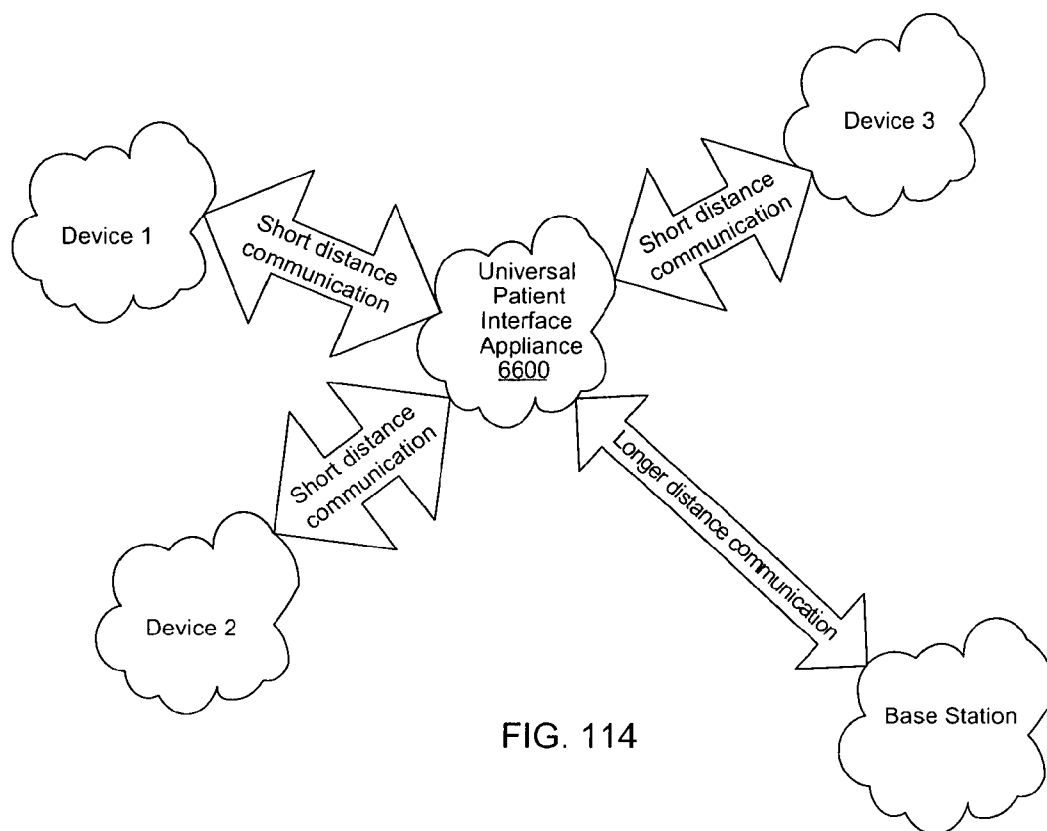 Device 3
Device 1
Short distance
communication
Short distance
communication
Universal
Patient
Interface
Appliance
6600
Short distance
communication
Longer distance communication
Device 2
Base Station
FIG. 114